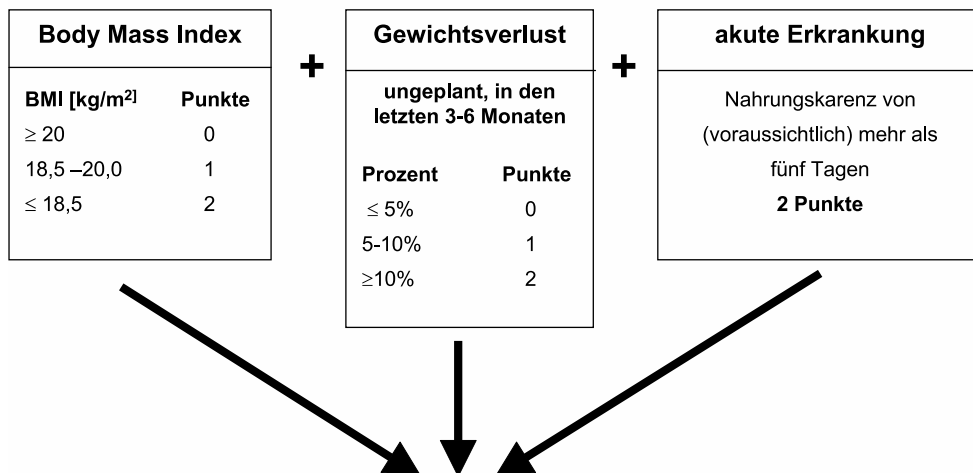 Body Mass Index
BMI [kg/m²] Punkte
≥ 20 0
18,5 –20,0 1
≤ 18,5 2
+
Gewichtsverlust
ungeplant, in den
letzten 3-6 Monaten
Prozent Punkte
≤ 5% 0
5-10% 1
≥10% 2
+
akute Erkrankung
Nahrungskarenz von
(voraussichtlich) mehr als
fünf Tagen
2 Punkte